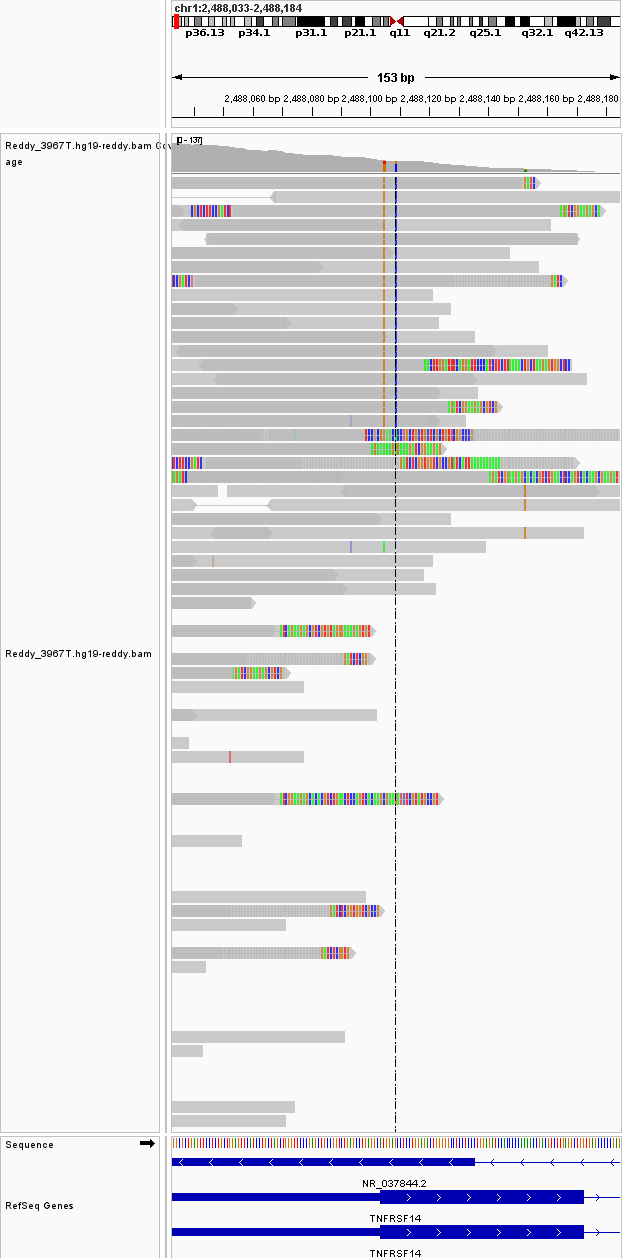 chr1:2,488,033-2,488,184
p36.13 p34.1 p31.1 p21.1 q11 q21.2 q25.1 q32.1 q42.13
153 bp
2,488,060 bp 2,488,080 bp 2,488,100 bp 2,488,120 bp 2,488,140 bp 2,488,160 bp 2,488,180
Reddy_3967T.hg19-reddy.bam Cov
age
[0 - 137]
Reddy_3967T.hg19-reddy.bam
Sequence
NR_037844.2
RefSeq Genes
TNFRSF14
TNFRSF14